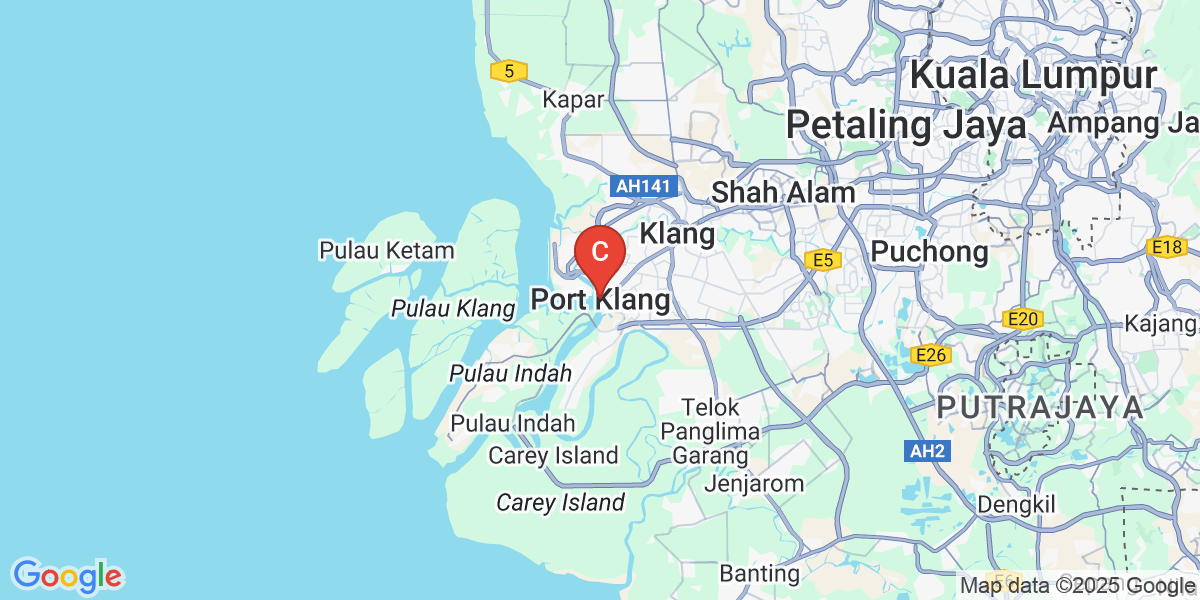 5
Kapar
Kuala Lumpur
Petaling Jaya
Ampang Ja
AH141
Shah Alam
Klang
Pulau Ketam
C
E5
Puchong
E18
Pulau Klang
Port Klang
E20
Kajang
E26
Pulau Indah
PUTRAJAYA
Telok
Panglima
Garang
Pulau Indah
AH2
Carey Island
Jenjarom
Carey Island
Dengkil
Banting
E6
Google
Map data ©2025 Google